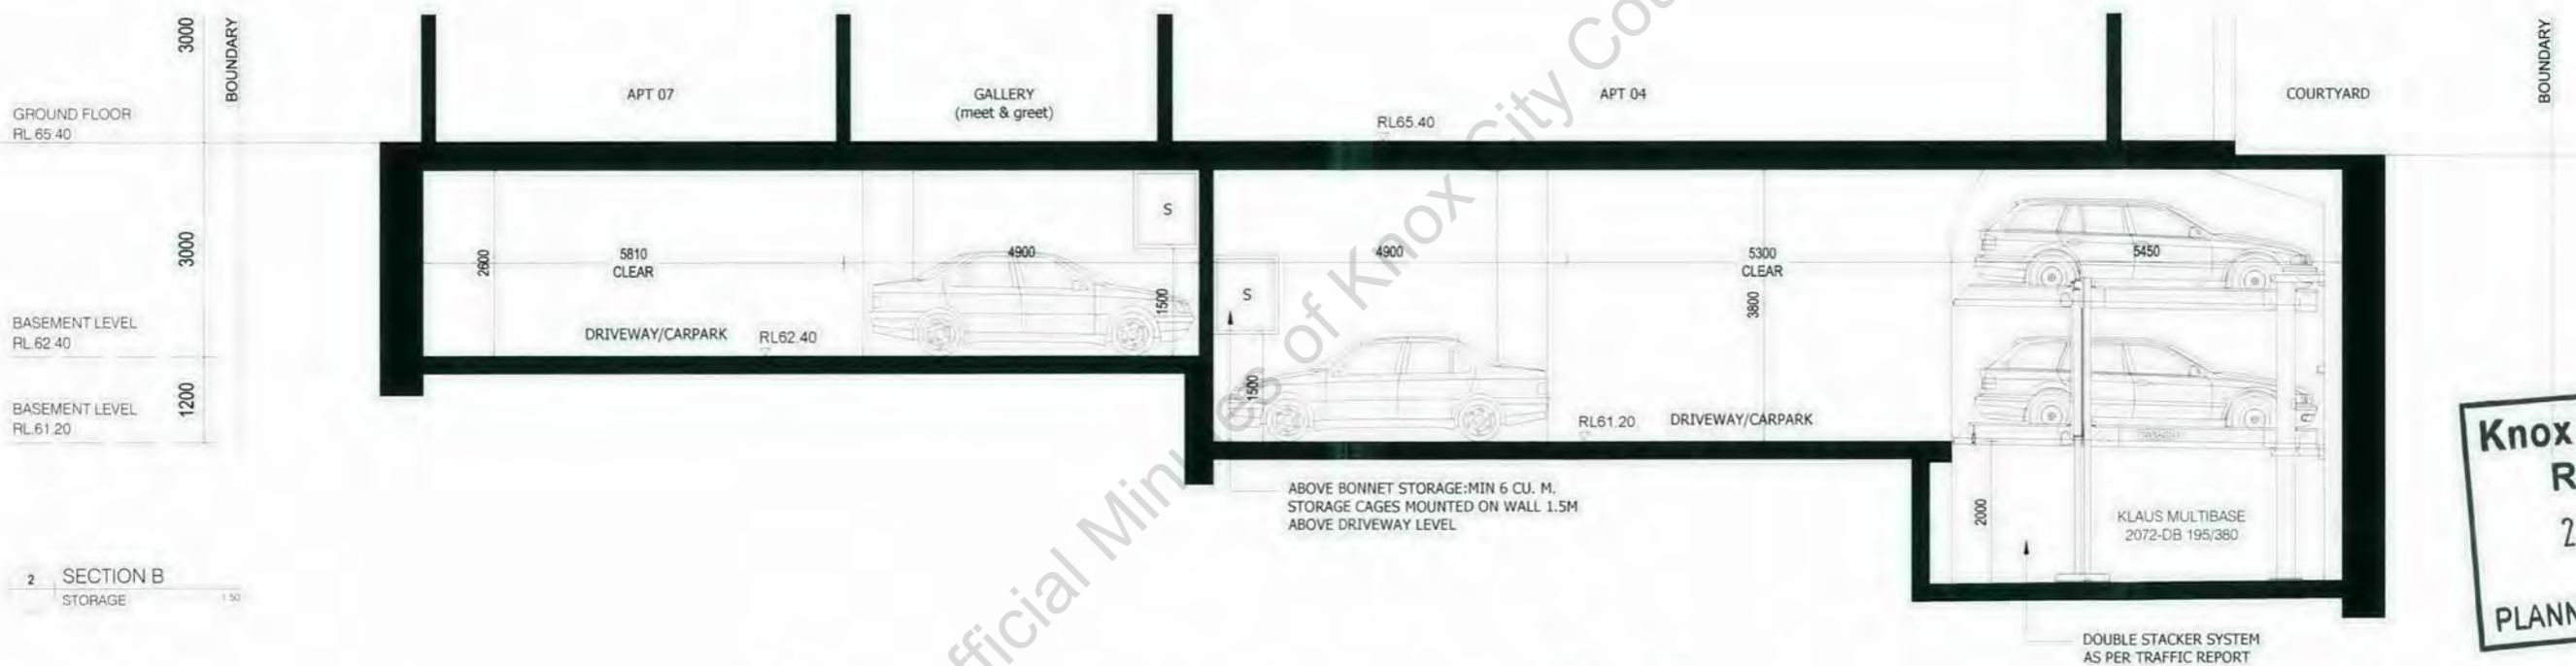 3000
BOUNDARY
APT 07
GALLERY
(meet & greet)
APT 04
COURTYARD
BOUNDARY
GROUND FLOOR
RL.65.40
RL65.40
3000
2600
5810
CLEAR
4900
S
1500
S
4900
5300
CLEAR
3800
5450
BASEMENT LEVEL
RL.62.40
DRIVEWAY/CARPARK
RL62.40
1200
BASEMENT LEVEL
RL.61.20
1500
RL61.20
DRIVEWAY/CARPARK
ABOVE BONNET STORAGE:MIN 6 CU. M.
STORAGE CAGES MOUNTED ON WALL 1.5M
ABOVE DRIVEWAY LEVEL
2000
KLAUS MULTIBASE
2072-DB 195/380
DOUBLE STACKER SYSTEM
AS PER TRAFFIC REPORT
2 SECTION B
STORAGE 1:50
Knox
R
2
PLANN
fficial Minutes of Knox City Cou